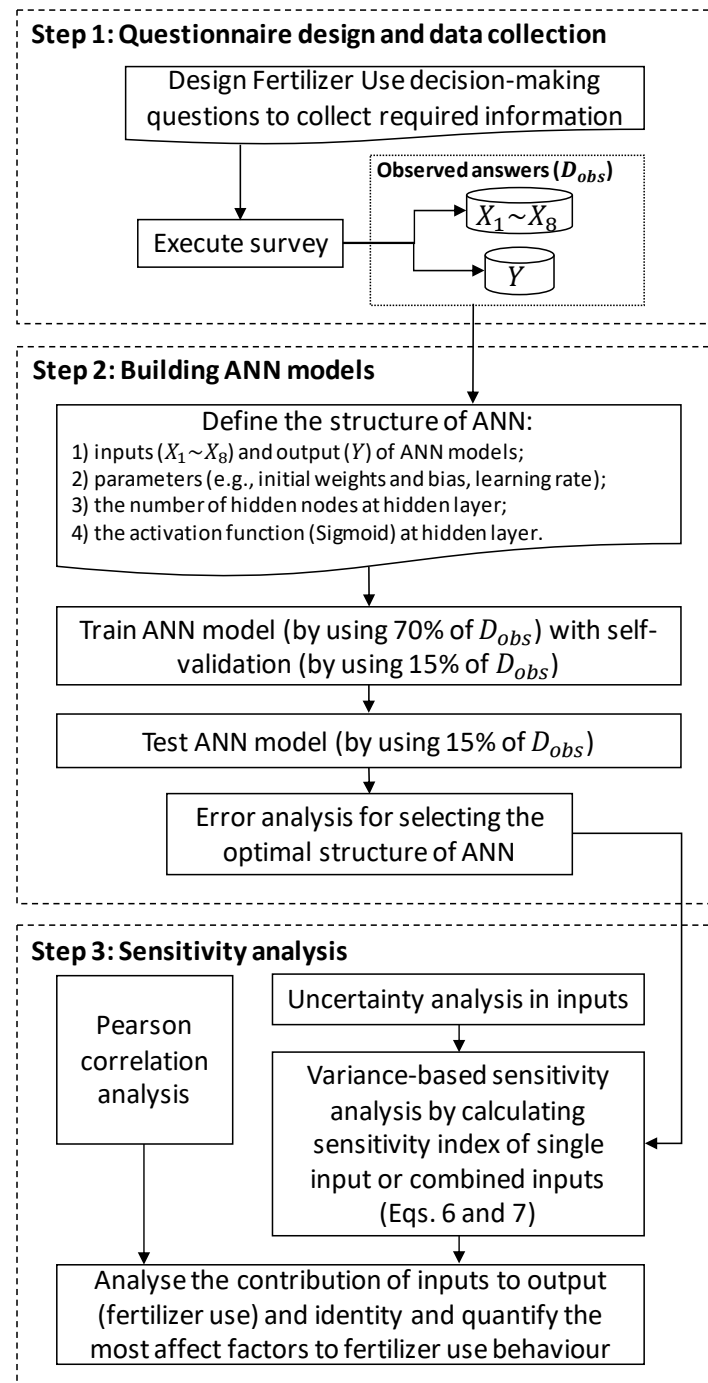 Step 1: Questionnaire design and data collection
Design Fertilizer Use decision-making
questions to collect required information
Observed answers (D_obs)
X_1~X_8
Execute survey
Y
Step 2: Building ANN models
Define the structure of ANN:
1) inputs (X_1~X_8) and output (Y) of ANN models;
2) parameters (e.g., initial weights and bias, learning rate);
3) the number of hidden nodes at hidden layer;
4) the activation function (Sigmoid) at hidden layer.
Train ANN model (by using 70% of D_obs) with self-
validation (by using 15% of D_obs)
Test ANN model (by using 15% of D_obs)
Error analysis for selecting the
optimal structure of ANN
Step 3: Sensitivity analysis
Pearson
correlation
analysis
Uncertainty analysis in inputs
Variance-based sensitivity
analysis by calculating
sensitivity index of single
input or combined inputs
(Eqs. 6 and 7)
Analyse the contribution of inputs to output
(fertilizer use) and identity and quantify the
most affect factors to fertilizer use behaviour